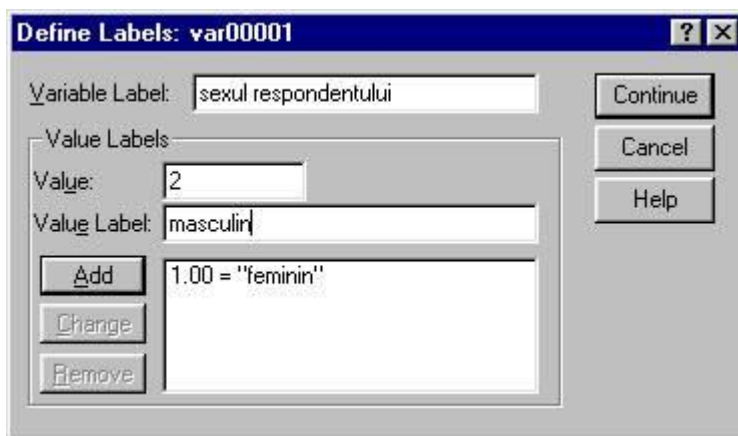 Define Labels: var00001
Variable Label: sexul respondentului
Continue
Value Labels
Cancel
Value: 2
Help
Value Label: masculin
Add
1.00 = "feminin"
Change
Remove